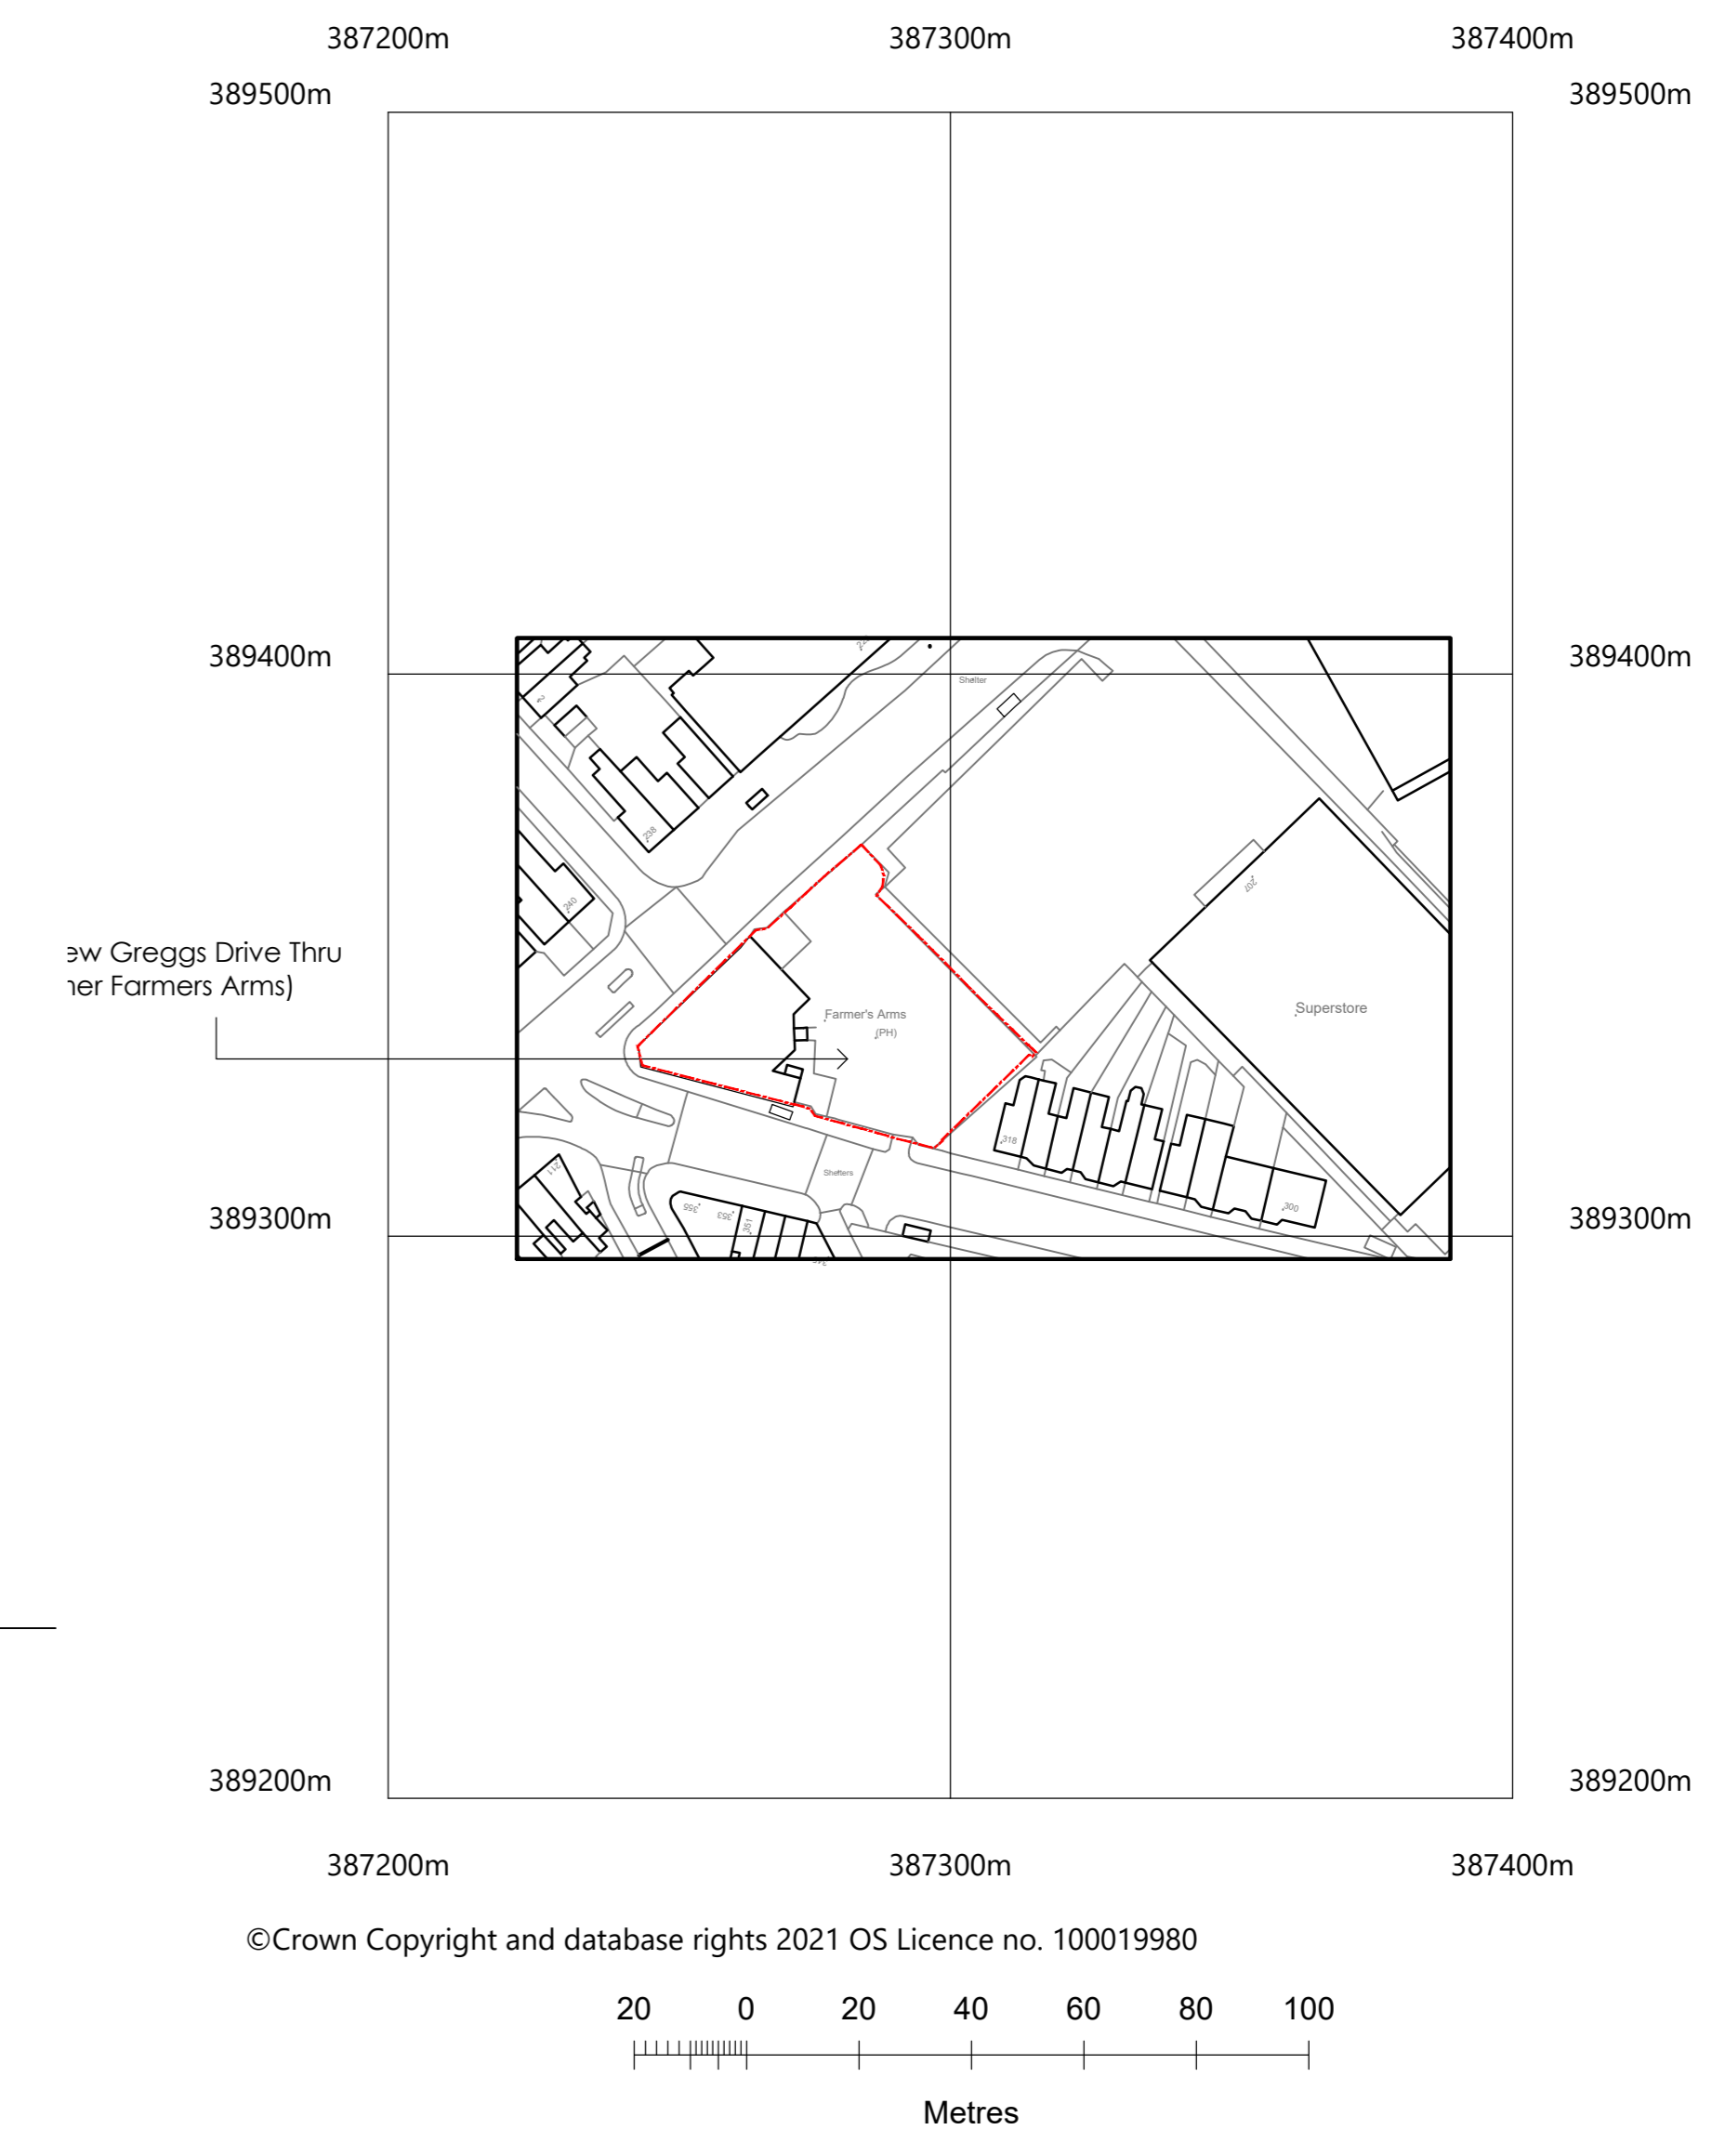 387200m 387300m 387400m
389500m 389500m
389400m 389400m
Shelter
2
238
240
207
ew Greggs Drive Thru
ner Farmers Arms)
Farmer's Arms
(PH)
Superstore
318
211
Shelters
355 353 351
300
389300m 389300m
389200m 389200m
387200m 387300m 387400m
©Crown Copyright and database rights 2021 OS Licence no. 100019980
20 0 20 40 60 80 100
Metres